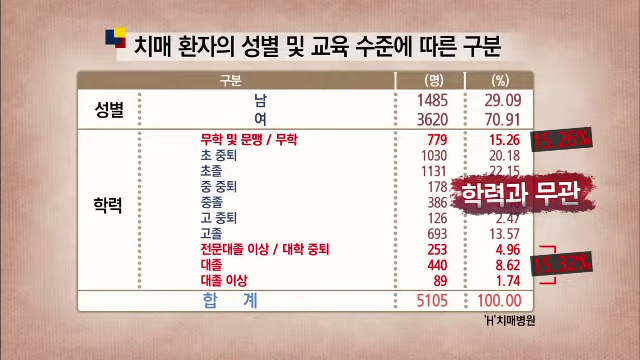 치매 환자의 성별 및 교육 수준에 따른 구분
구분 (명) (%)
성별 남 1485 29.09
여 3620 70.91
학력 무학 및 문맹 / 무학 779 15.26 15.26%
초 중퇴 1030 20.18
초졸 1131 22.15
중 중퇴 178
학력과 무관
중졸 386
고 중퇴 126 2.47
고졸 693 13.57
전문대졸 이상 / 대학 중퇴 253 4.96
대졸 440 8.62 15.32%
대졸 이상 89 1.74
합 계 5105 100.00
'H'치매병원